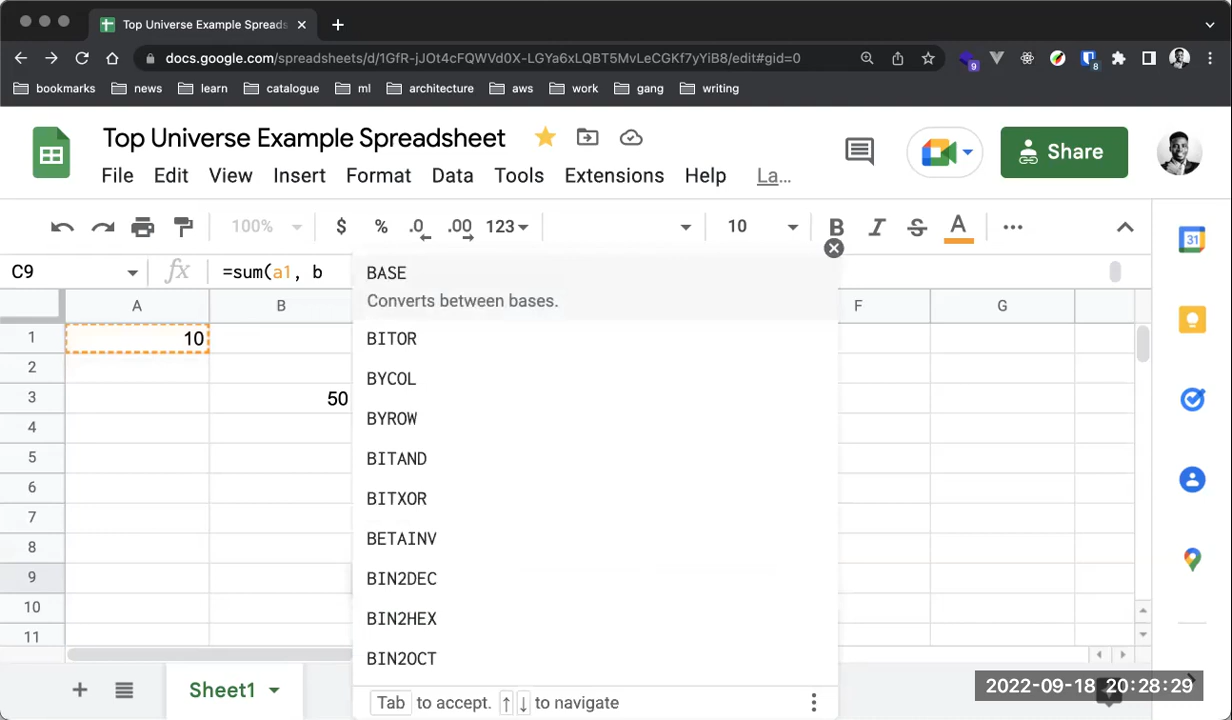 Top Universe Example Spreads
docs.google.com/spreadsheets/d/1GfR-jJOt4cFQWVd0X-LGYa6xLQBT5MvLeCGKf7yYiB8/edit#gid=0
9
8
bookmarks news learn catalogue ml architecture aws work gang writing
Top Universe Example Spreadsheet
File Edit View Insert Format Data Tools Extensions Help La...
Share
100% $ % .0 .00 123 10 B I S A
31
C9 fx =sum(a1, b
A B F G
1 10
2
3 50
4
5
6
7
8
9
10
11
BASE
Converts between bases.
BITOR
BYCOL
BYROW
BITAND
BITXOR
BETAINV
BIN2DEC
BIN2HEX
BIN2OCT
Tab to accept. ↑ ↓ to navigate
Sheet1
2022-09-18 20:28:29